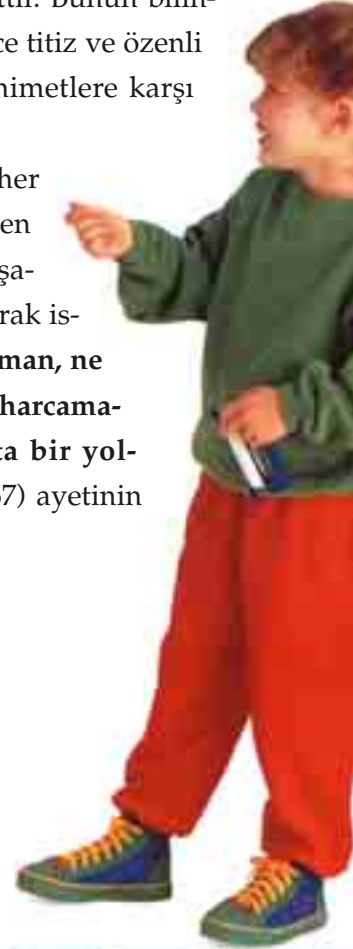 tır. Bunun bilin-
ce titiz ve özenli
nimetlere karşı
her
en
şa-
rak is-
man, ne
harcama-
ta bir yol-
7) ayetinin